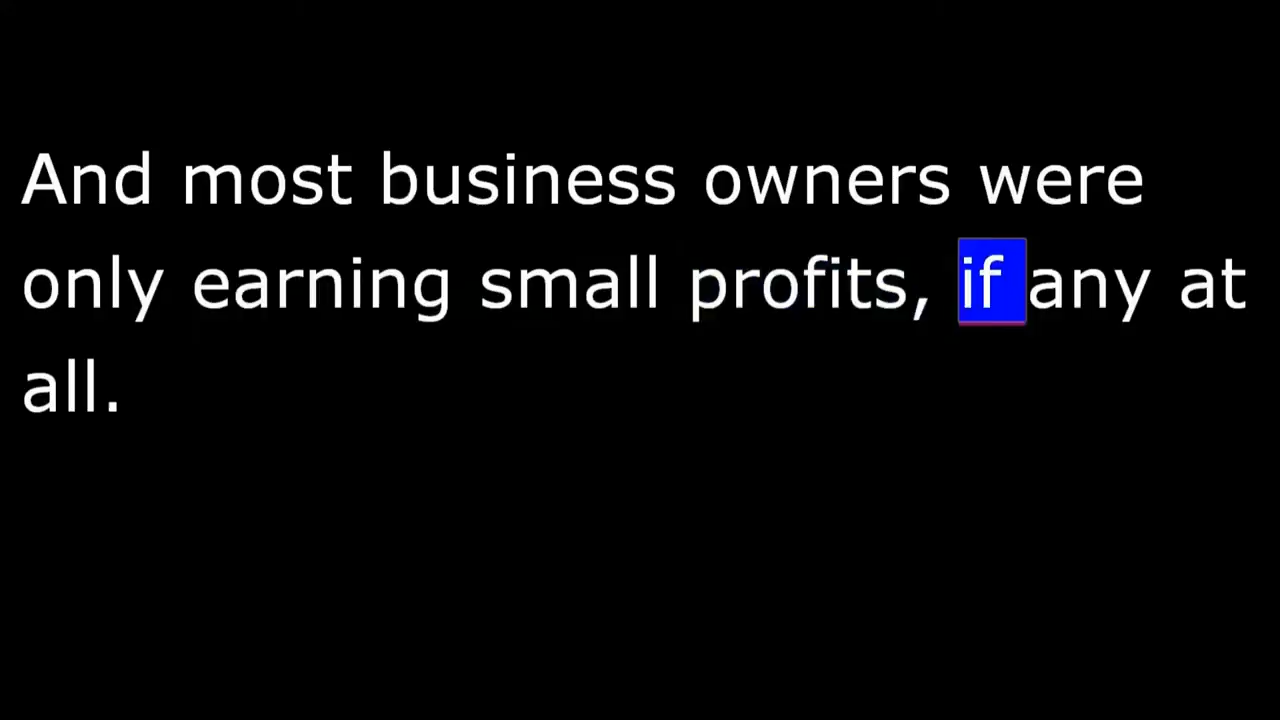 And most business owners were
only earning small profits, if any at
all.